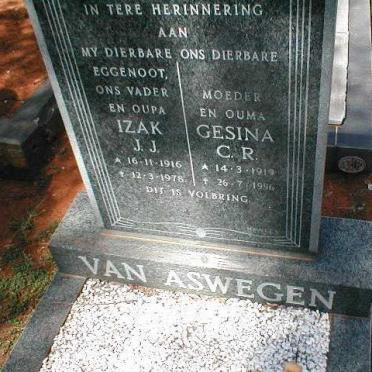 IN TERE HERINNERING
AAN
MY DIERBARE ONS DIERBARE
EGGENOOT,
ONS VADER
EN OUPA
IZAK
J. J.
★ 16-11-1916
✝ 12-3-1978.
MOEDER
EN OUMA
GESINA
C. R.
★ 14-3-1919
✝ 26-7-1996
DIT IS VOLBRING.
VAN ASWEGEN